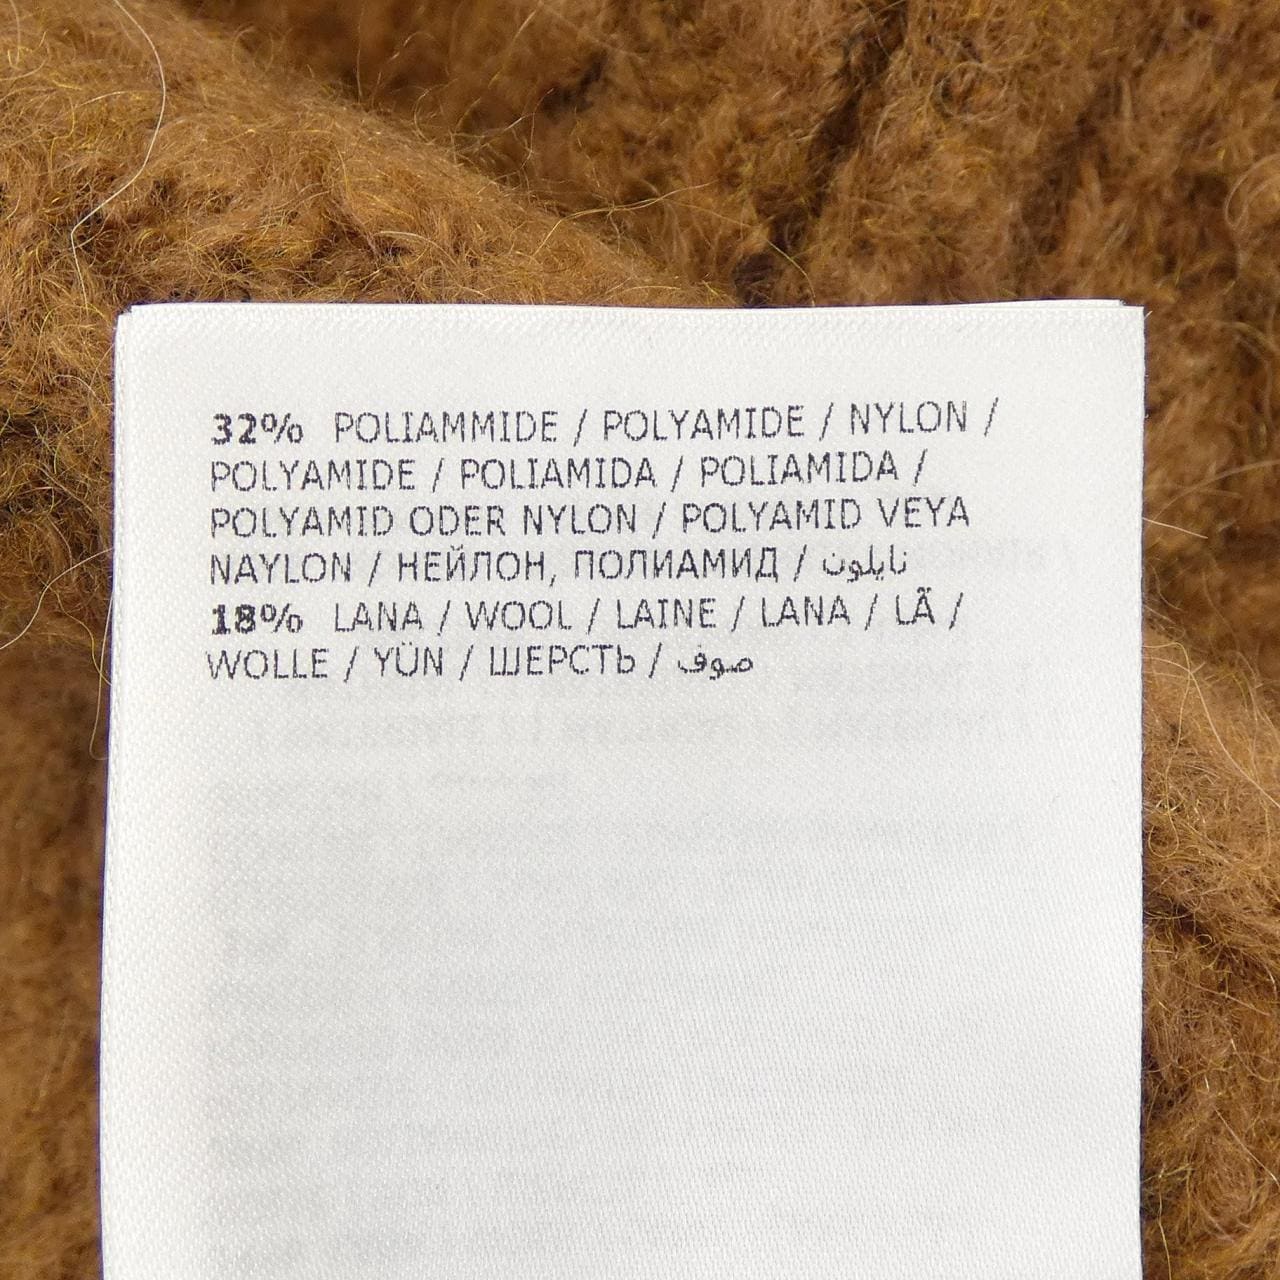 32% POLIAMMIDE / POLYAMIDE / NYLON /
POLYAMIDE / POLIAMIDA / POLIAMIDA /
POLYAMID ODER NYLON / POLYAMID VEYA
NAYLON / НЕЙЛОН, ПОЛИАМИД / نايلون
18% LANA / WOOL / LAINE / LANA / LÃ /
WOLLE / YÜN / ШЕРСТЬ / صوف